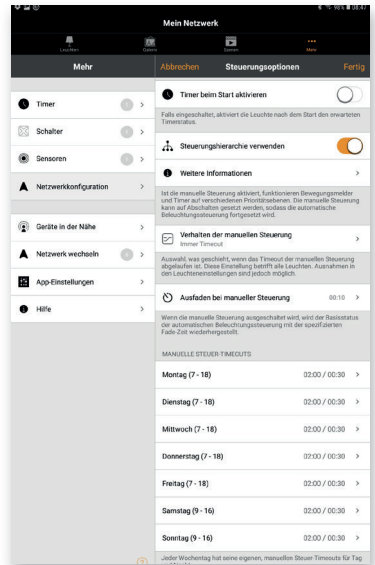 98% 08:47
Mein Netzwerk
Leuchten
Szenen
Mehr
Mehr
Abbrechen
Steuerungsoptionen
Fertig
Timer
Schalter
Sensoren
Netzwerkkonfiguration
Geräte in der Nähe
Netzwerk wechseln
App-Einstellungen
Hilfe
Timer beim Start aktivieren
Falls eingeschaltet, aktiviert die Leuchte nach dem Start den erwarteten
Timerstatus.
Steuerungshierarchie verwenden
Weitere Informationen
Ist die manuelle Steuerung aktiviert, funktionieren Bewegungsmelder
und Timer auf verschiedenen Prioritätsebenen. Die manuelle Steuerung
kann auf Abschalten gesetzt werden, sodass die automatische
Beleuchtungssteuerung fortgesetzt wird.
Verhalten der manuellen Steuerung
Immer Timeout
Auswahl, was geschieht, wenn das Timeout der manuellen Steuerung
abgelaufen ist. Diese Einstellung betrifft alle Leuchten. Ausnahmen in
den Leuchteneinstellungen sind jedoch möglich.
Ausfaden bei manueller Steuerung 00:10
Wenn die manuelle Steuerung ausgeschaltet wird, wird der Basisstatus
der automatischen Beleuchtungssteuerung mit der spezifizierten
Fade-Zeit wiederhergestellt.
MANUELLE STEUER-TIMEOUTS
Montag (7 - 18) 02:00 / 00:30
Dienstag (7 - 18) 02:00 / 00:30
Mittwoch (7 - 18) 02:00 / 00:30
Donnerstag (7 - 18) 02:00 / 00:30
Freitag (7 - 18) 02:00 / 00:30
Samstag (9 - 16) 02:00 / 00:30
Sonntag (9 - 16) 02:00 / 00:30
Jeder Wochentag hat seine eigenen, manuellen Steuer-Timeouts für Tag